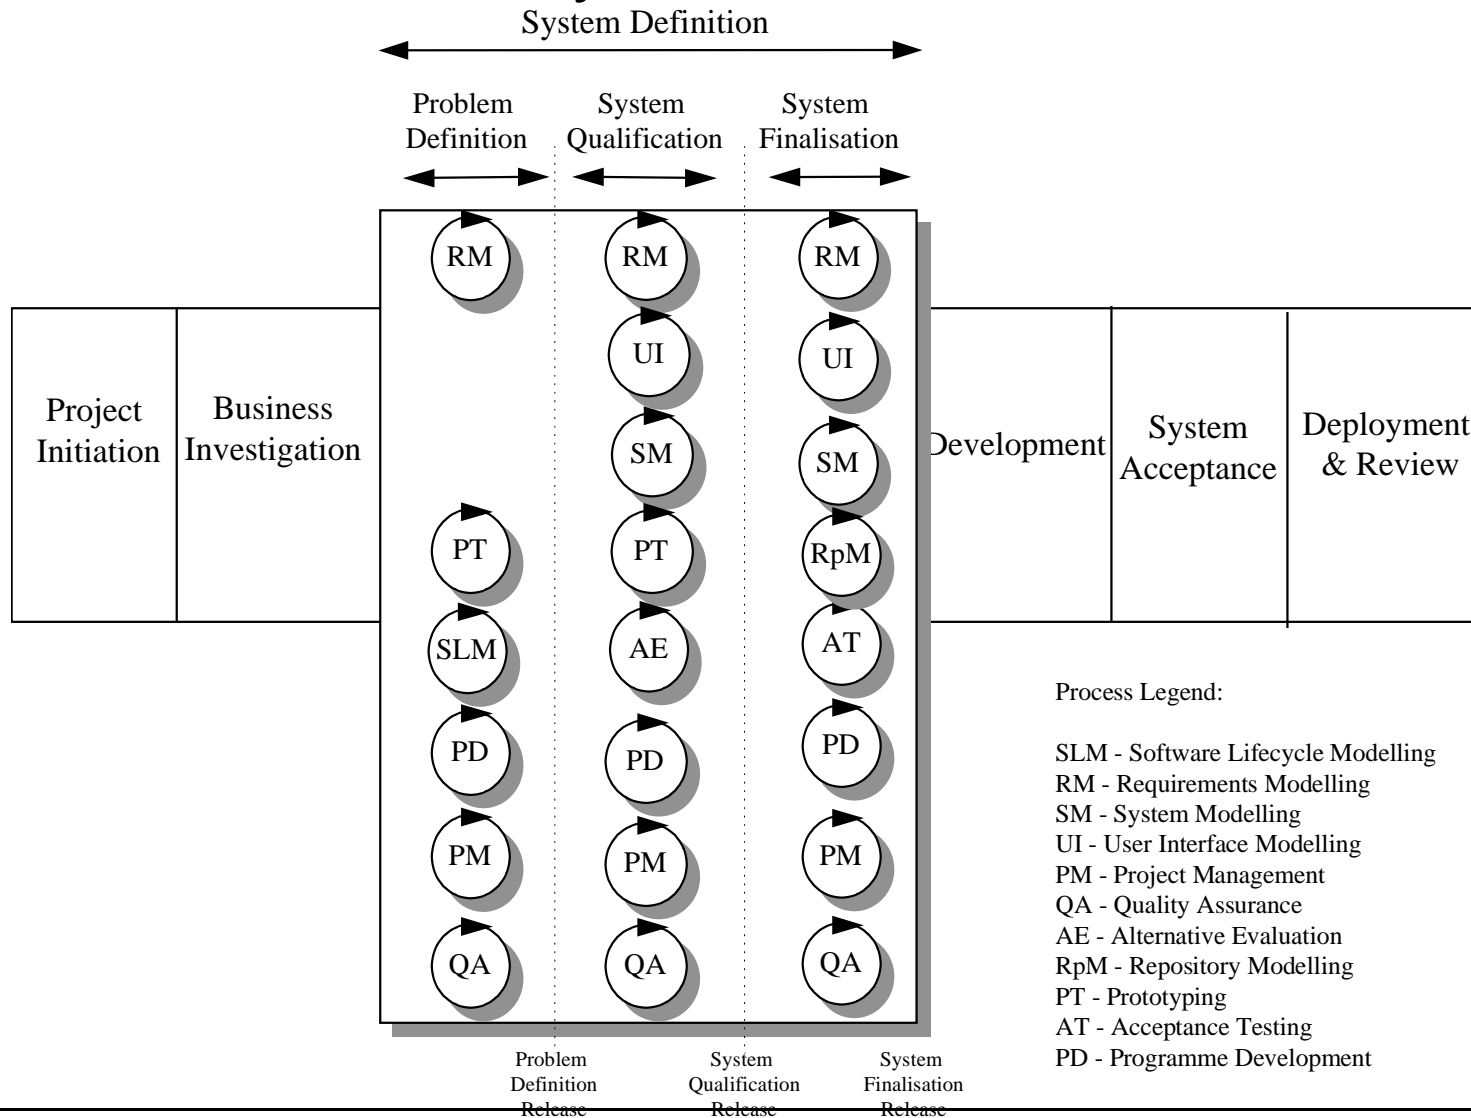 System Definition
Problem
Definition
System
Qualification
System
Finalisation
RM
RM
RM
UI
UI
SM
SM
PT
PT
RpM
SLM
AE
AT
PD
PD
PD
PM
PM
PM
QA
QA
QA
Project
Initiation
Business
Investigation
Development
System
Acceptance
Deployment
& Review
Process Legend:
SLM - Software Lifecycle Modelling
RM - Requirements Modelling
SM - System Modelling
UI - User Interface Modelling
PM - Project Management
QA - Quality Assurance
AE - Alternative Evaluation
RpM - Repository Modelling
PT - Prototyping
AT - Acceptance Testing
PD - Programme Development
Problem
Definition
Release
System
Qualification
Release
System
Finalisation
Release